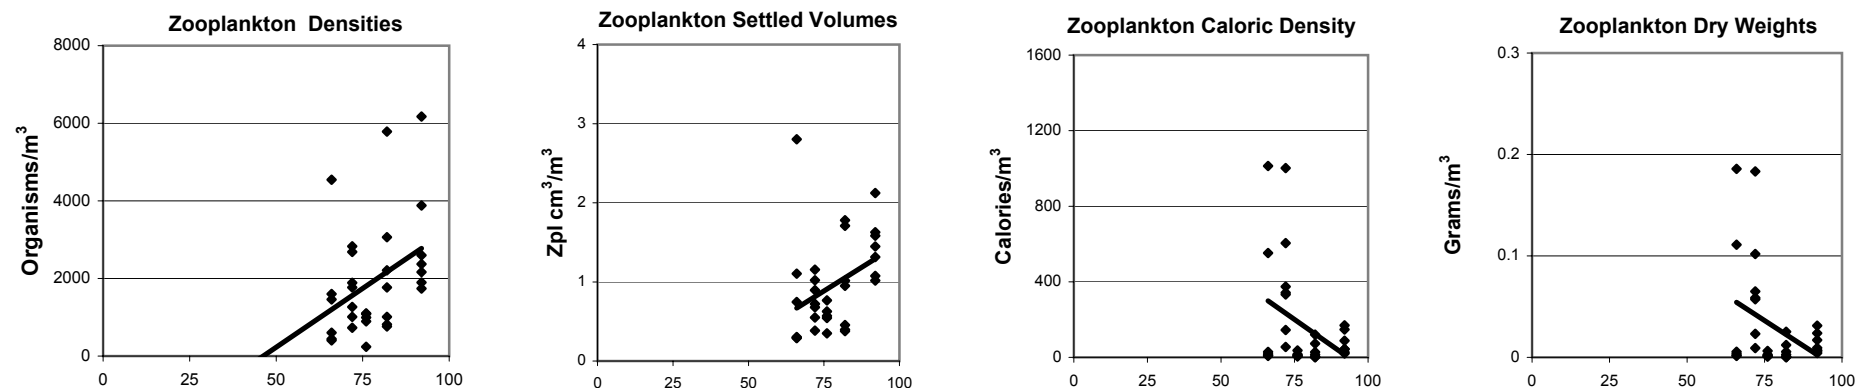 Zooplankton Densities
8000
6000
4000
2000
0
Organisms/m³
0 25 50 75 100
Zooplankton Settled Volumes
4
3
2
1
0
Zpl cm³/m³
0 25 50 75 100
Zooplankton Caloric Density
1600
1200
800
400
0
Calories/m³
0 25 50 75 100
Zooplankton Dry Weights
0.3
0.2
0.1
0
Grams/m³
0 25 50 75 100